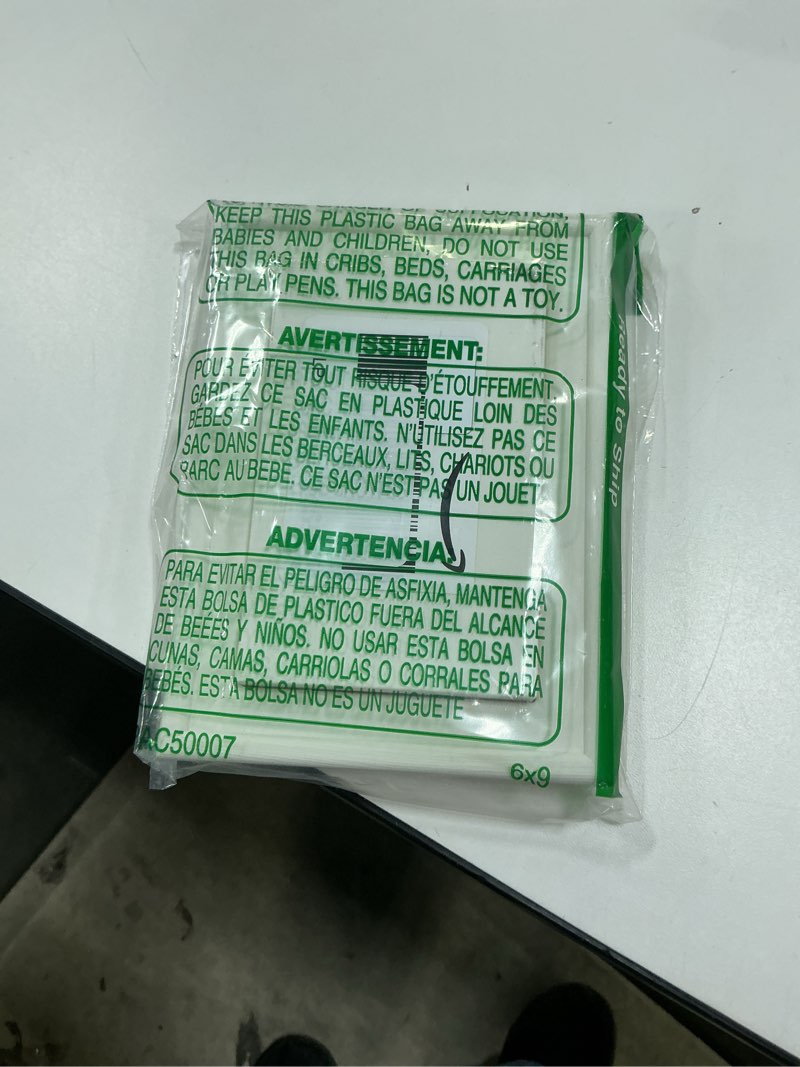 KEEP THIS PLASTIC BAG AWAY FROM
BABIES AND CHILDREN, DO NOT USE
THIS BAG IN CRIBS, BEDS, CARRIAGES
OR PLAY PENS. THIS BAG IS NOT A TOY.
AVERTISSEMENT:
POUR EVITER TOUT RISQUE D'ÉTOUFFEMENT
GARDEZ CE SAC EN PLASTIQUE LOIN DES
BÉBES ET LES ENFANTS. N'UTILISEZ PAS CE
SAC DANS LES BERCEAUX, LITS, CHARIOTS OU
PARC AU BEBE. CE SAC N'EST PAS UN JOUET
ADVERTENCIA:
PARA EVITAR EL PELIGRO DE ASFIXIA, MANTENGA
ESTA BOLSA DE PLASTICO FUERA DEL ALCANCE
DE BEBES Y NIÑOS. NO USAR ESTA BOLSA EN
CUNAS, CAMAS, CARRIOLAS O CORRALES PARA
BEBES. ESTA BOLSA NO ES UN JUGUETE
AC50007
6x9
Ready to Ship